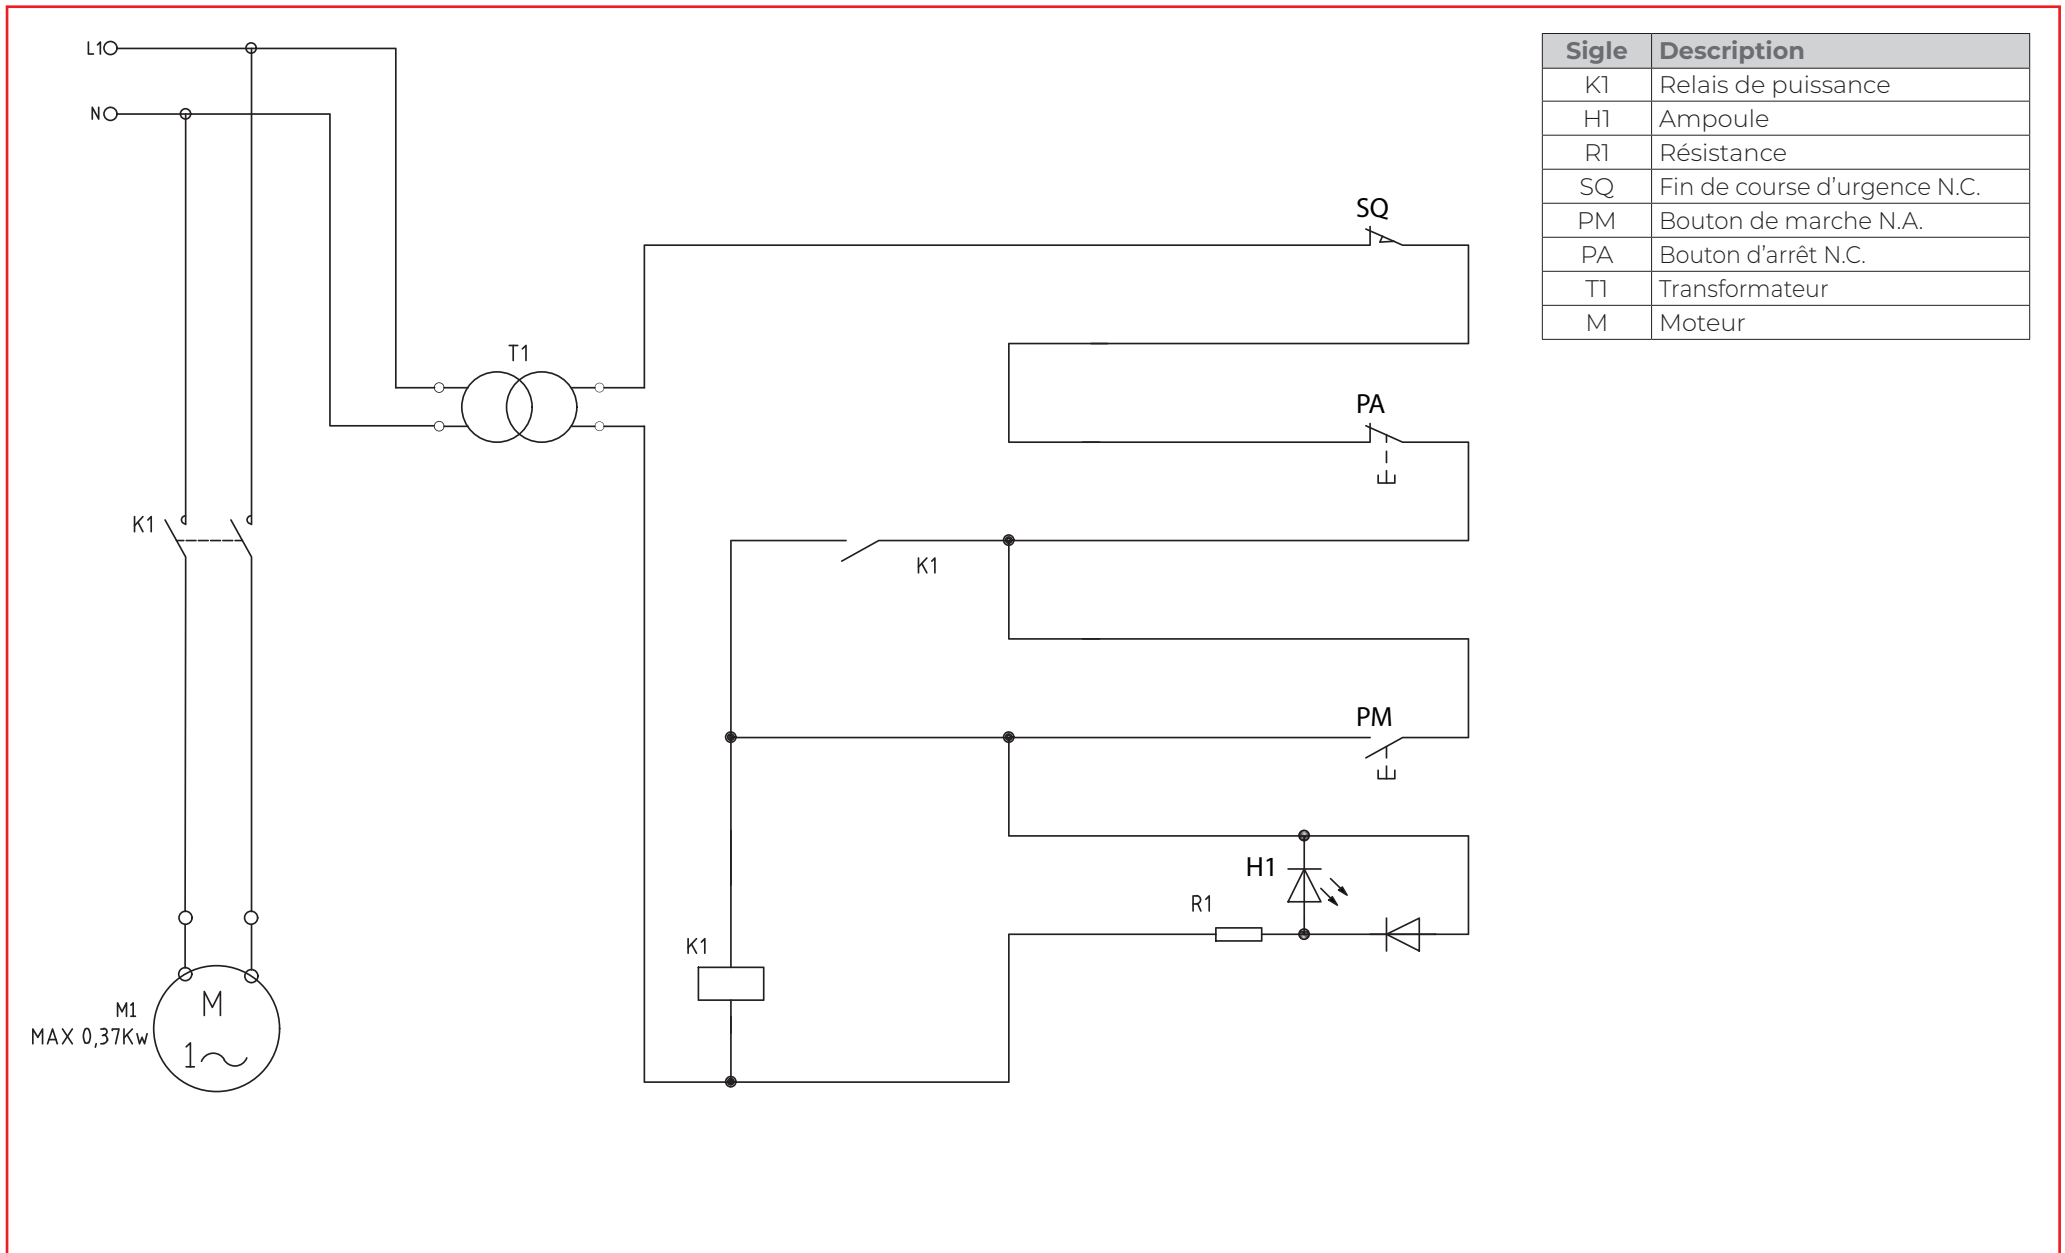 L1
N
T1
K1
M1
MAX 0,37Kw
M
1
SQ
PA
K1
PM
H1
R1
K1
Sigle Description
K1 Relais de puissance
H1 Ampoule
R1 Résistance
SQ Fin de course d’urgence N.C.
PM Bouton de marche N.A.
PA Bouton d’arrêt N.C.
T1 Transformateur
M Moteur